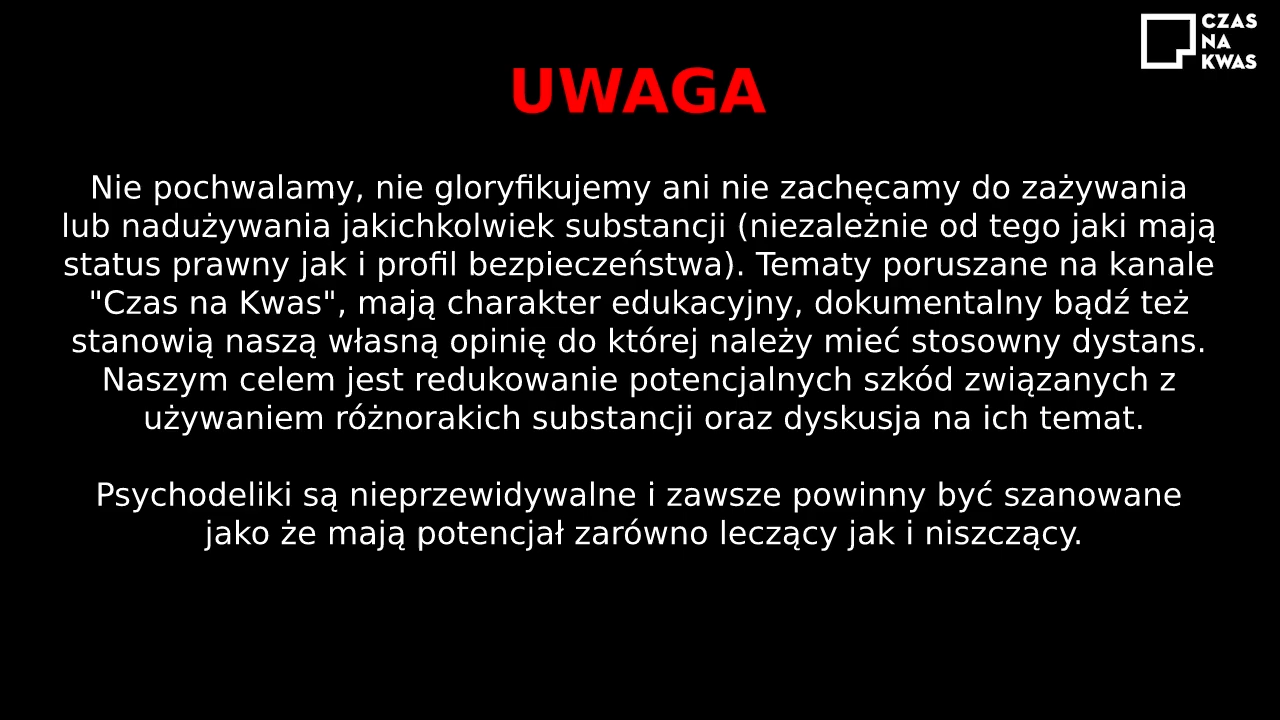 CZAS
NA
KWAS
UWAGA
Nie pochwalamy, nie gloryfikujemy ani nie zachęcamy do zażywania
lub nadużywania jakichkolwiek substancji (niezależnie od tego jaki mają
status prawny jak i profil bezpieczeństwa). Tematy poruszane na kanale
"Czas na Kwas", mają charakter edukacyjny, dokumentalny bądź też
stanowią naszą własną opinię do której należy mieć stosowny dystans.
Naszym celem jest redukowanie potencjalnych szkód związanych z
używaniem różnorakich substancji oraz dyskusja na ich temat.
Psychodeliki są nieprzewidywalne i zawsze powinny być szanowane
jako że mają potencjał zarówno leczący jak i niszczący.